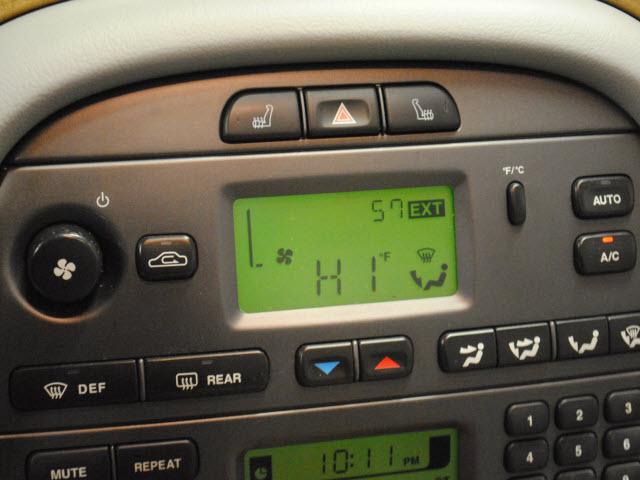 °F/°C
57 EXT
AUTO
HI °F
A/C
DEF
REAR
1 2 3
MUTE
REPEAT
10:11 PM
4 5 6